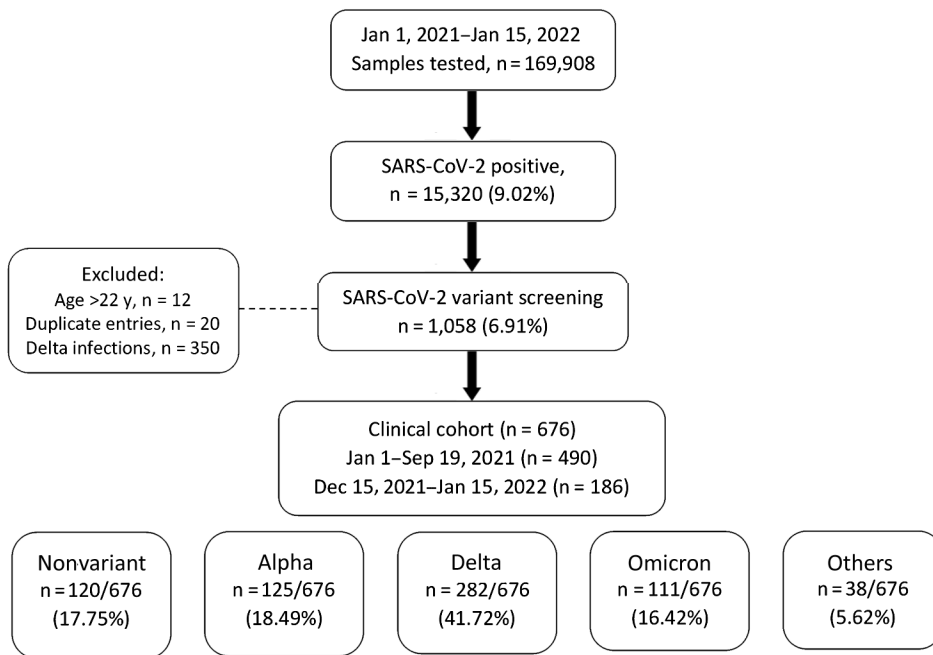 Jan 1, 2021–Jan 15, 2022
Samples tested, n = 169,908
SARS-CoV-2 positive,
n = 15,320 (9.02%)
Excluded:
Age >22 y, n = 12
Duplicate entries, n = 20
Delta infections, n = 350
SARS-CoV-2 variant screening
n = 1,058 (6.91%)
Clinical cohort (n = 676)
Jan 1–Sep 19, 2021 (n = 490)
Dec 15, 2021–Jan 15, 2022 (n = 186)
Nonvariant
n = 120/676
(17.75%)
Alpha
n = 125/676
(18.49%)
Delta
n = 282/676
(41.72%)
Omicron
n = 111/676
(16.42%)
Others
n = 38/676
(5.62%)